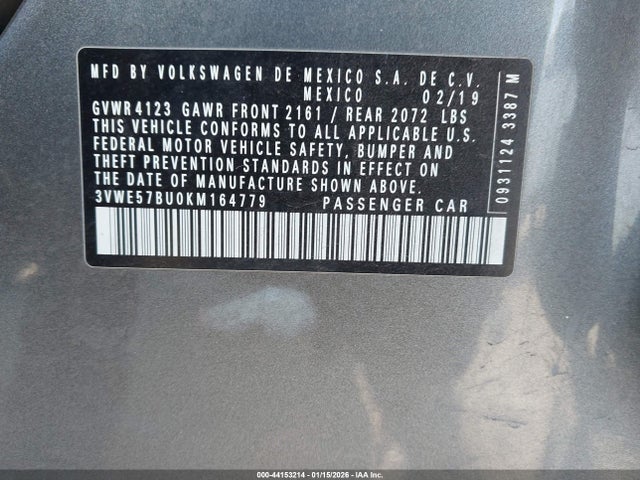 MFD BY VOLKSWAGEN DE MEXICO S.A. DE C.V.
MEXICO 02/19
GVWR 4123 GAWR FRONT 2161 / REAR 2072 LBS
THIS VEHICLE CONFORMS TO ALL APPLICABLE U.S.
FEDERAL MOTOR VEHICLE SAFETY, BUMPER AND
THEFT PREVENTION STANDARDS IN EFFECT ON
THE DATE OF MANUFACTURE SHOWN ABOVE.
3VWE57BU0KM164779 PASSENGER CAR
0931124 3387 M
000-44153214 - 01/15/2026 - IAA Inc.